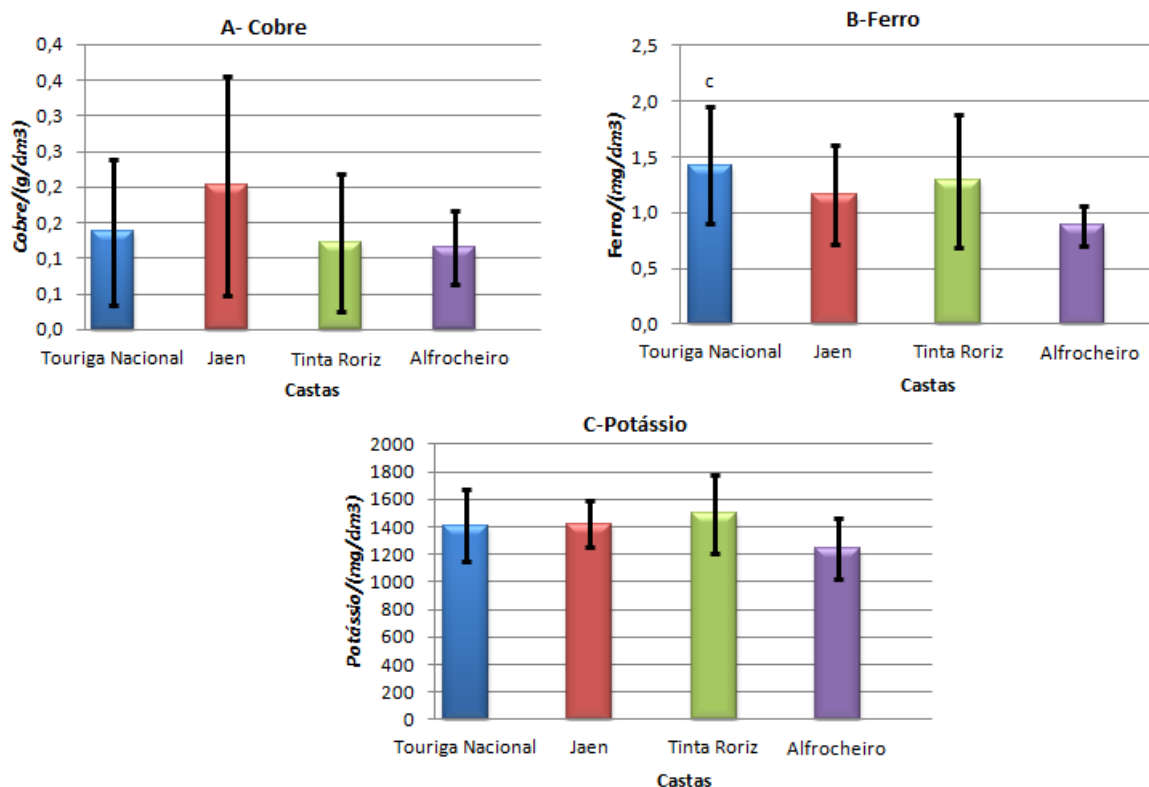 A- Cobre
0,4
0,4
0,3
0,3
0,2
0,2
0,1
0,1
0,0
Cobre/(g/dm3)
Touriga Nacional Jaen Tinta Roriz Alfrocheiro
Castas
B-Ferro
2,5
2,0
1,5
1,0
0,5
0,0
Ferro/(mg/dm3)
c
Touriga Nacional Jaen Tinta Roriz Alfrocheiro
Castas
C-Potássio
2000
1800
1600
1400
1200
1000
800
600
400
200
0
Potássio/(mg/dm3)
Touriga Nacional Jaen Tinta Roriz Alfrocheiro
Castas